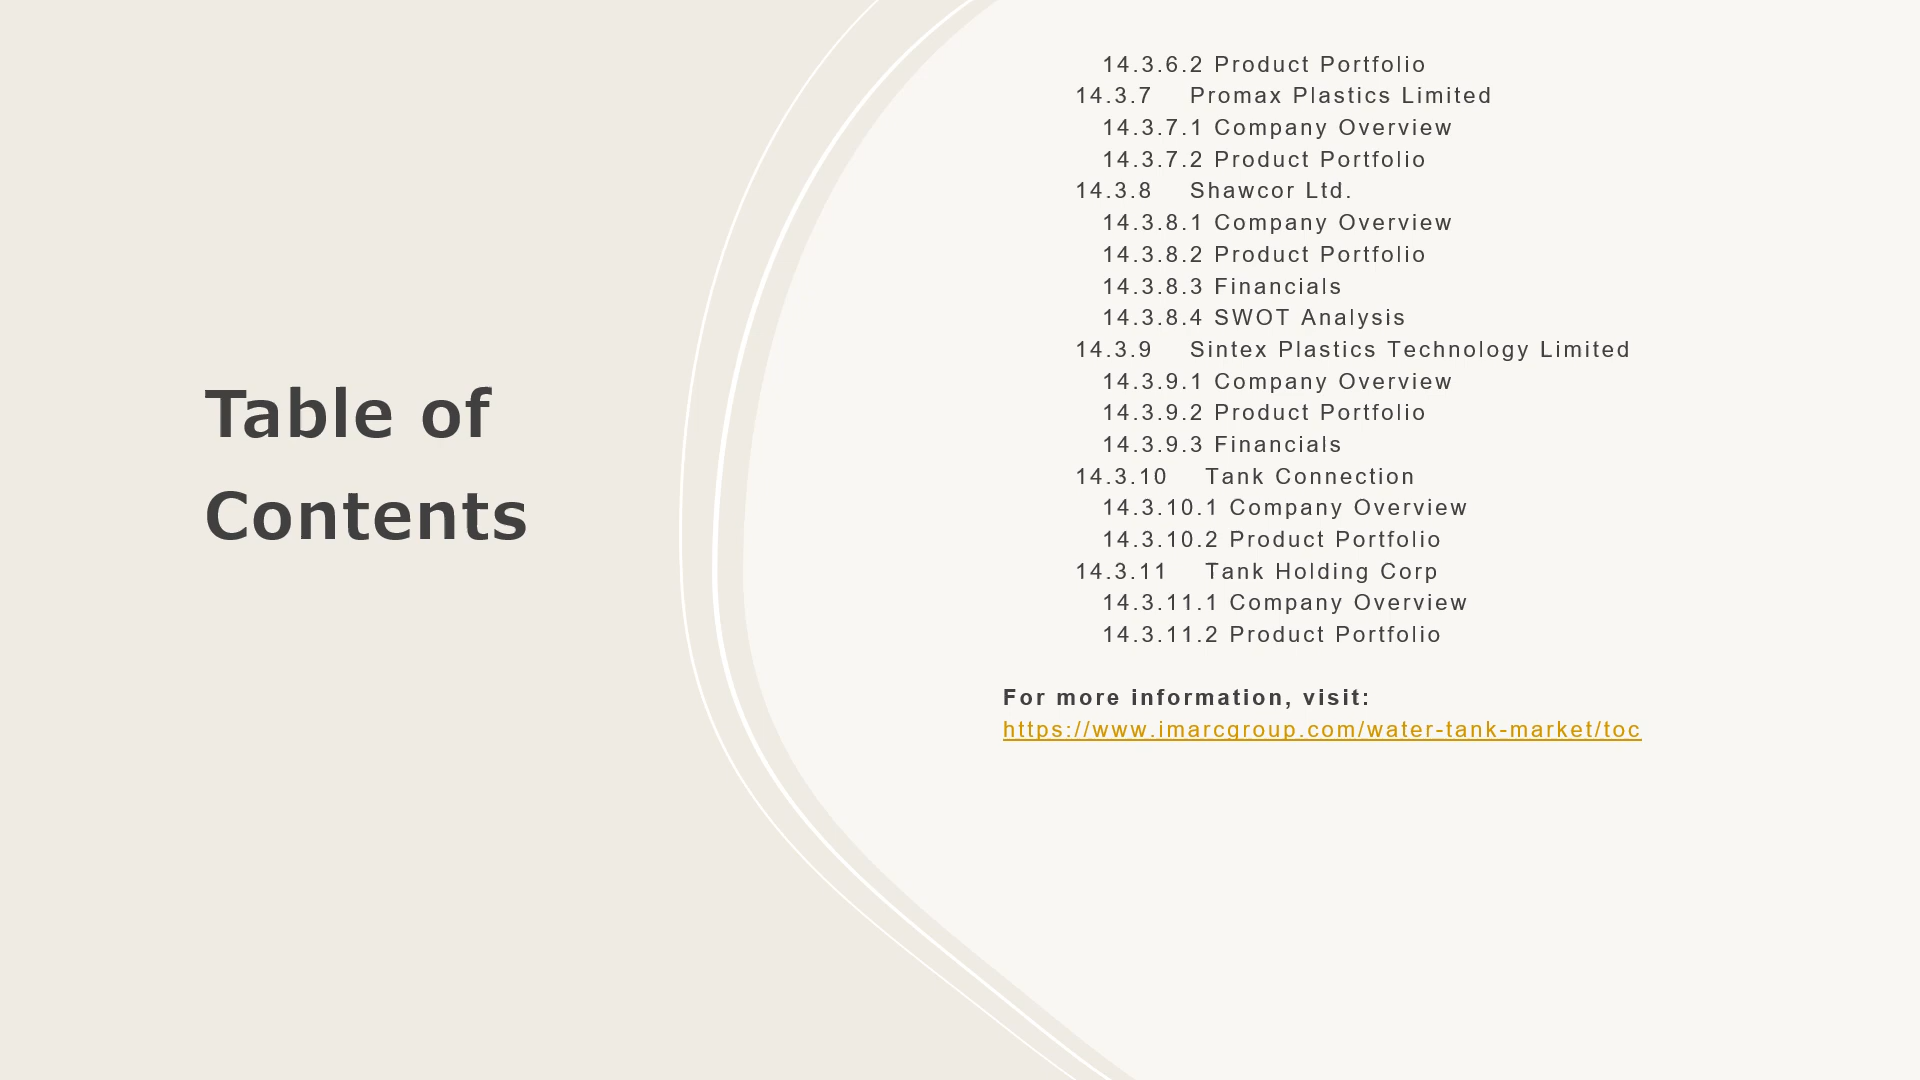 Table of
Contents
14.3.6.2 Product Portfolio
14.3.7 Promax Plastics Limited
14.3.7.1 Company Overview
14.3.7.2 Product Portfolio
14.3.8 Shawcor Ltd.
14.3.8.1 Company Overview
14.3.8.2 Product Portfolio
14.3.8.3 Financials
14.3.8.4 SWOT Analysis
14.3.9 Sintex Plastics Technology Limited
14.3.9.1 Company Overview
14.3.9.2 Product Portfolio
14.3.9.3 Financials
14.3.10 Tank Connection
14.3.10.1 Company Overview
14.3.10.2 Product Portfolio
14.3.11 Tank Holding Corp
14.3.11.1 Company Overview
14.3.11.2 Product Portfolio
For more information, visit:
https://www.imarcgroup.com/water-tank-market/toc